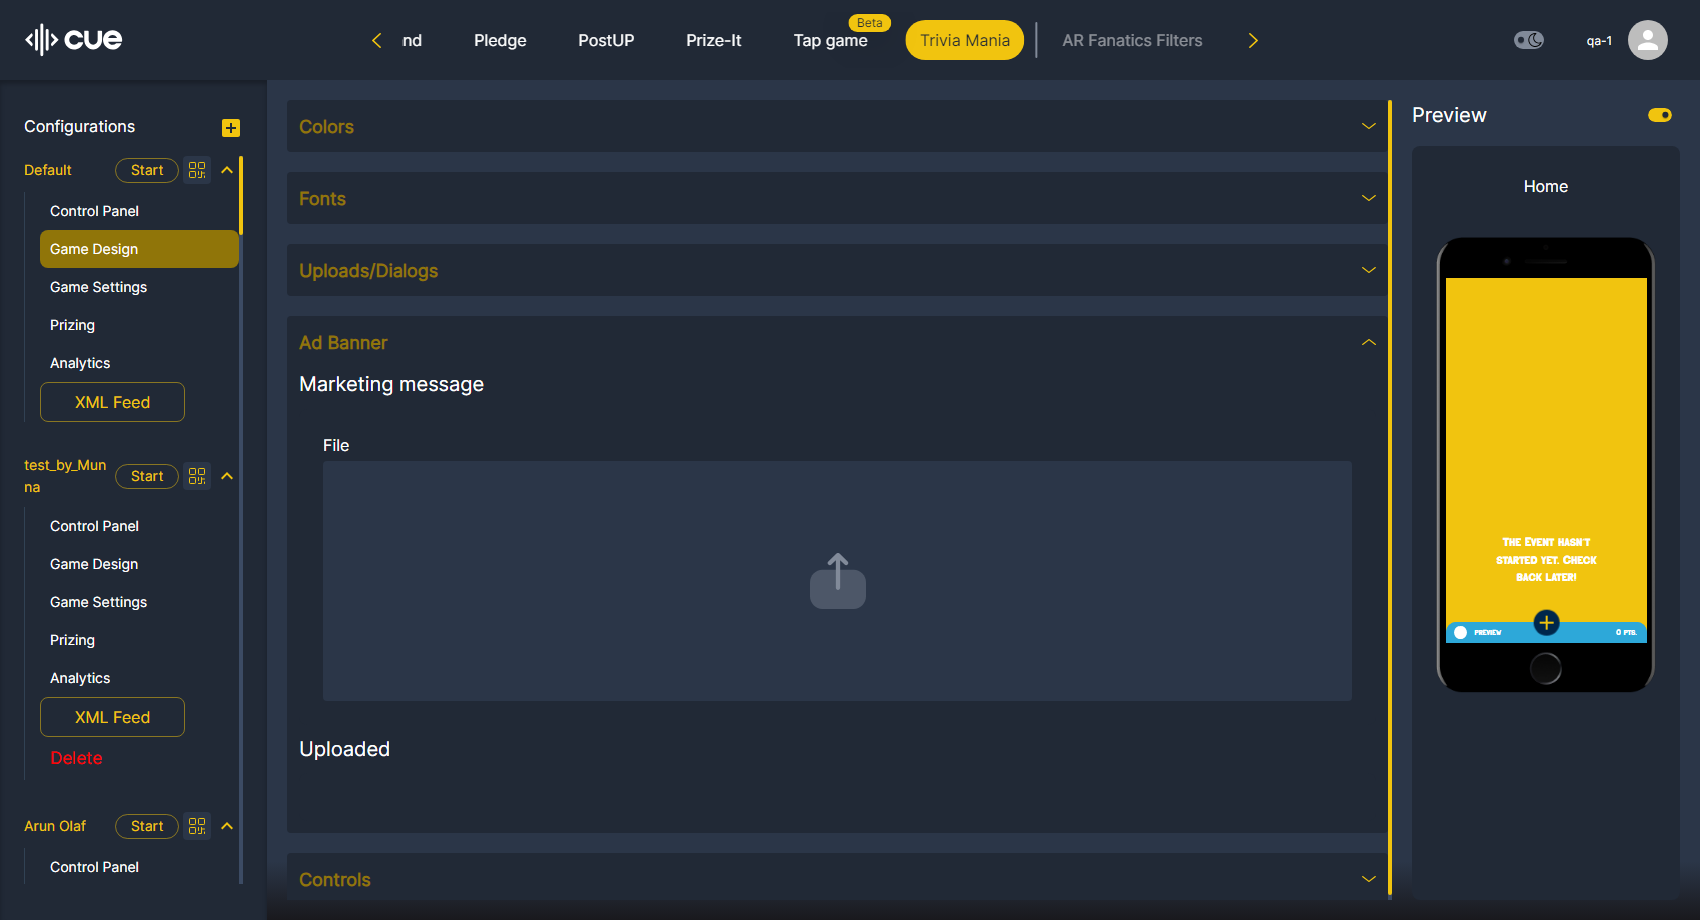 cue
nd
Pledge
PostUP
Prize-It
Tap game
Beta
Trivia Mania
AR Fanatics Filters
qa-1
Configurations
Default
Start
Control Panel
Game Design
Game Settings
Prizing
Analytics
XML Feed
test_by_Mun
na
Start
Control Panel
Game Design
Game Settings
Prizing
Analytics
XML Feed
Delete
Arun Olaf
Start
Control Panel
Colors
Fonts
Uploads/Dialogs
Ad Banner
Marketing message
File
Uploaded
Controls
Preview
Home
The Event hasn't
started yet. Check
back later!
PREVIEW
0 PTS.